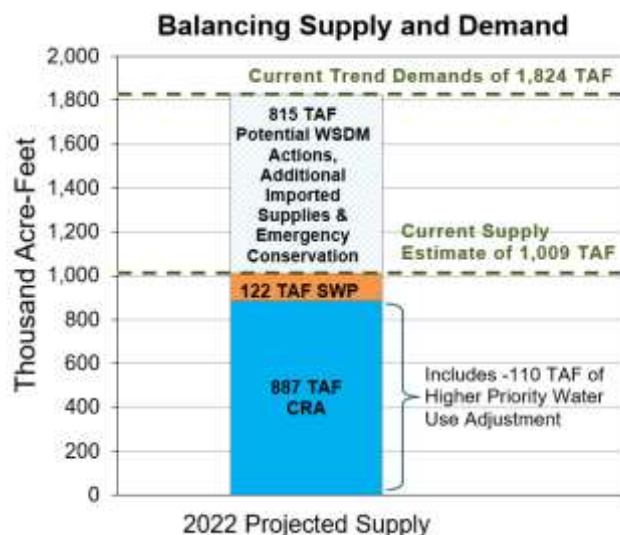 Balancing Supply and Demand
Thousand Acre-Feet
2,000
1,800
1,600
1,400
1,200
1,000
800
600
400
200
0
Current Trend Demands of 1,824 TAF
815 TAF
Potential WSDM
Actions,
Additional
Imported
Supplies &
Emergency
Conservation
Current Supply
Estimate of 1,009 TAF
122 TAF SWP
887 TAF
CRA
Includes -110 TAF of
Higher Priority Water
Use Adjustment
2022 Projected Supply